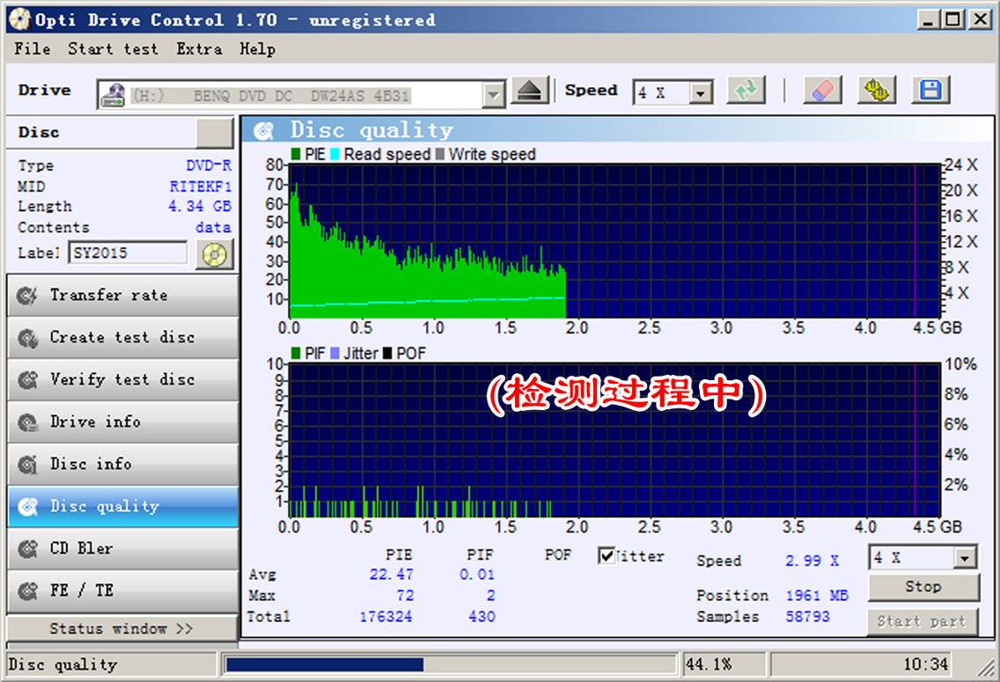 Opti Drive Control 1.70 - unregistered
File Start test Extra Help
Drive (H:) BENQ DVD DC DW24AS 4B31 Speed 4 X
Disc
Type DVD-R
MID RITEKF1
Length 4.34 GB
Contents data
Label SY2015
Transfer rate
Create test disc
Verify test disc
Drive info
Disc info
Disc quality
CD Bler
FE / TE
Status window >>
Disc quality
PIE Read speed Write speed
80 24 X
70 20 X
60
50 16 X
40 12 X
30 8 X
20 4 X
10
0.0 0.5 1.0 1.5 2.0 2.5 3.0 3.5 4.0 4.5 GB
PIF Jitter POF
10 10%
9
8 8%
7
6 6%
5
4 4%
3
2 2%
1
(检测过程中)
0.0 0.5 1.0 1.5 2.0 2.5 3.0 3.5 4.0 4.5 GB
PIE PIF POF Jitter
Avg 22.47 0.01
Max 72 2
Total 176324 430
Speed 2.99 X
Position 1961 MB
Samples 58793
4 X
Stop
Start part
Disc quality 44.1% 10:34